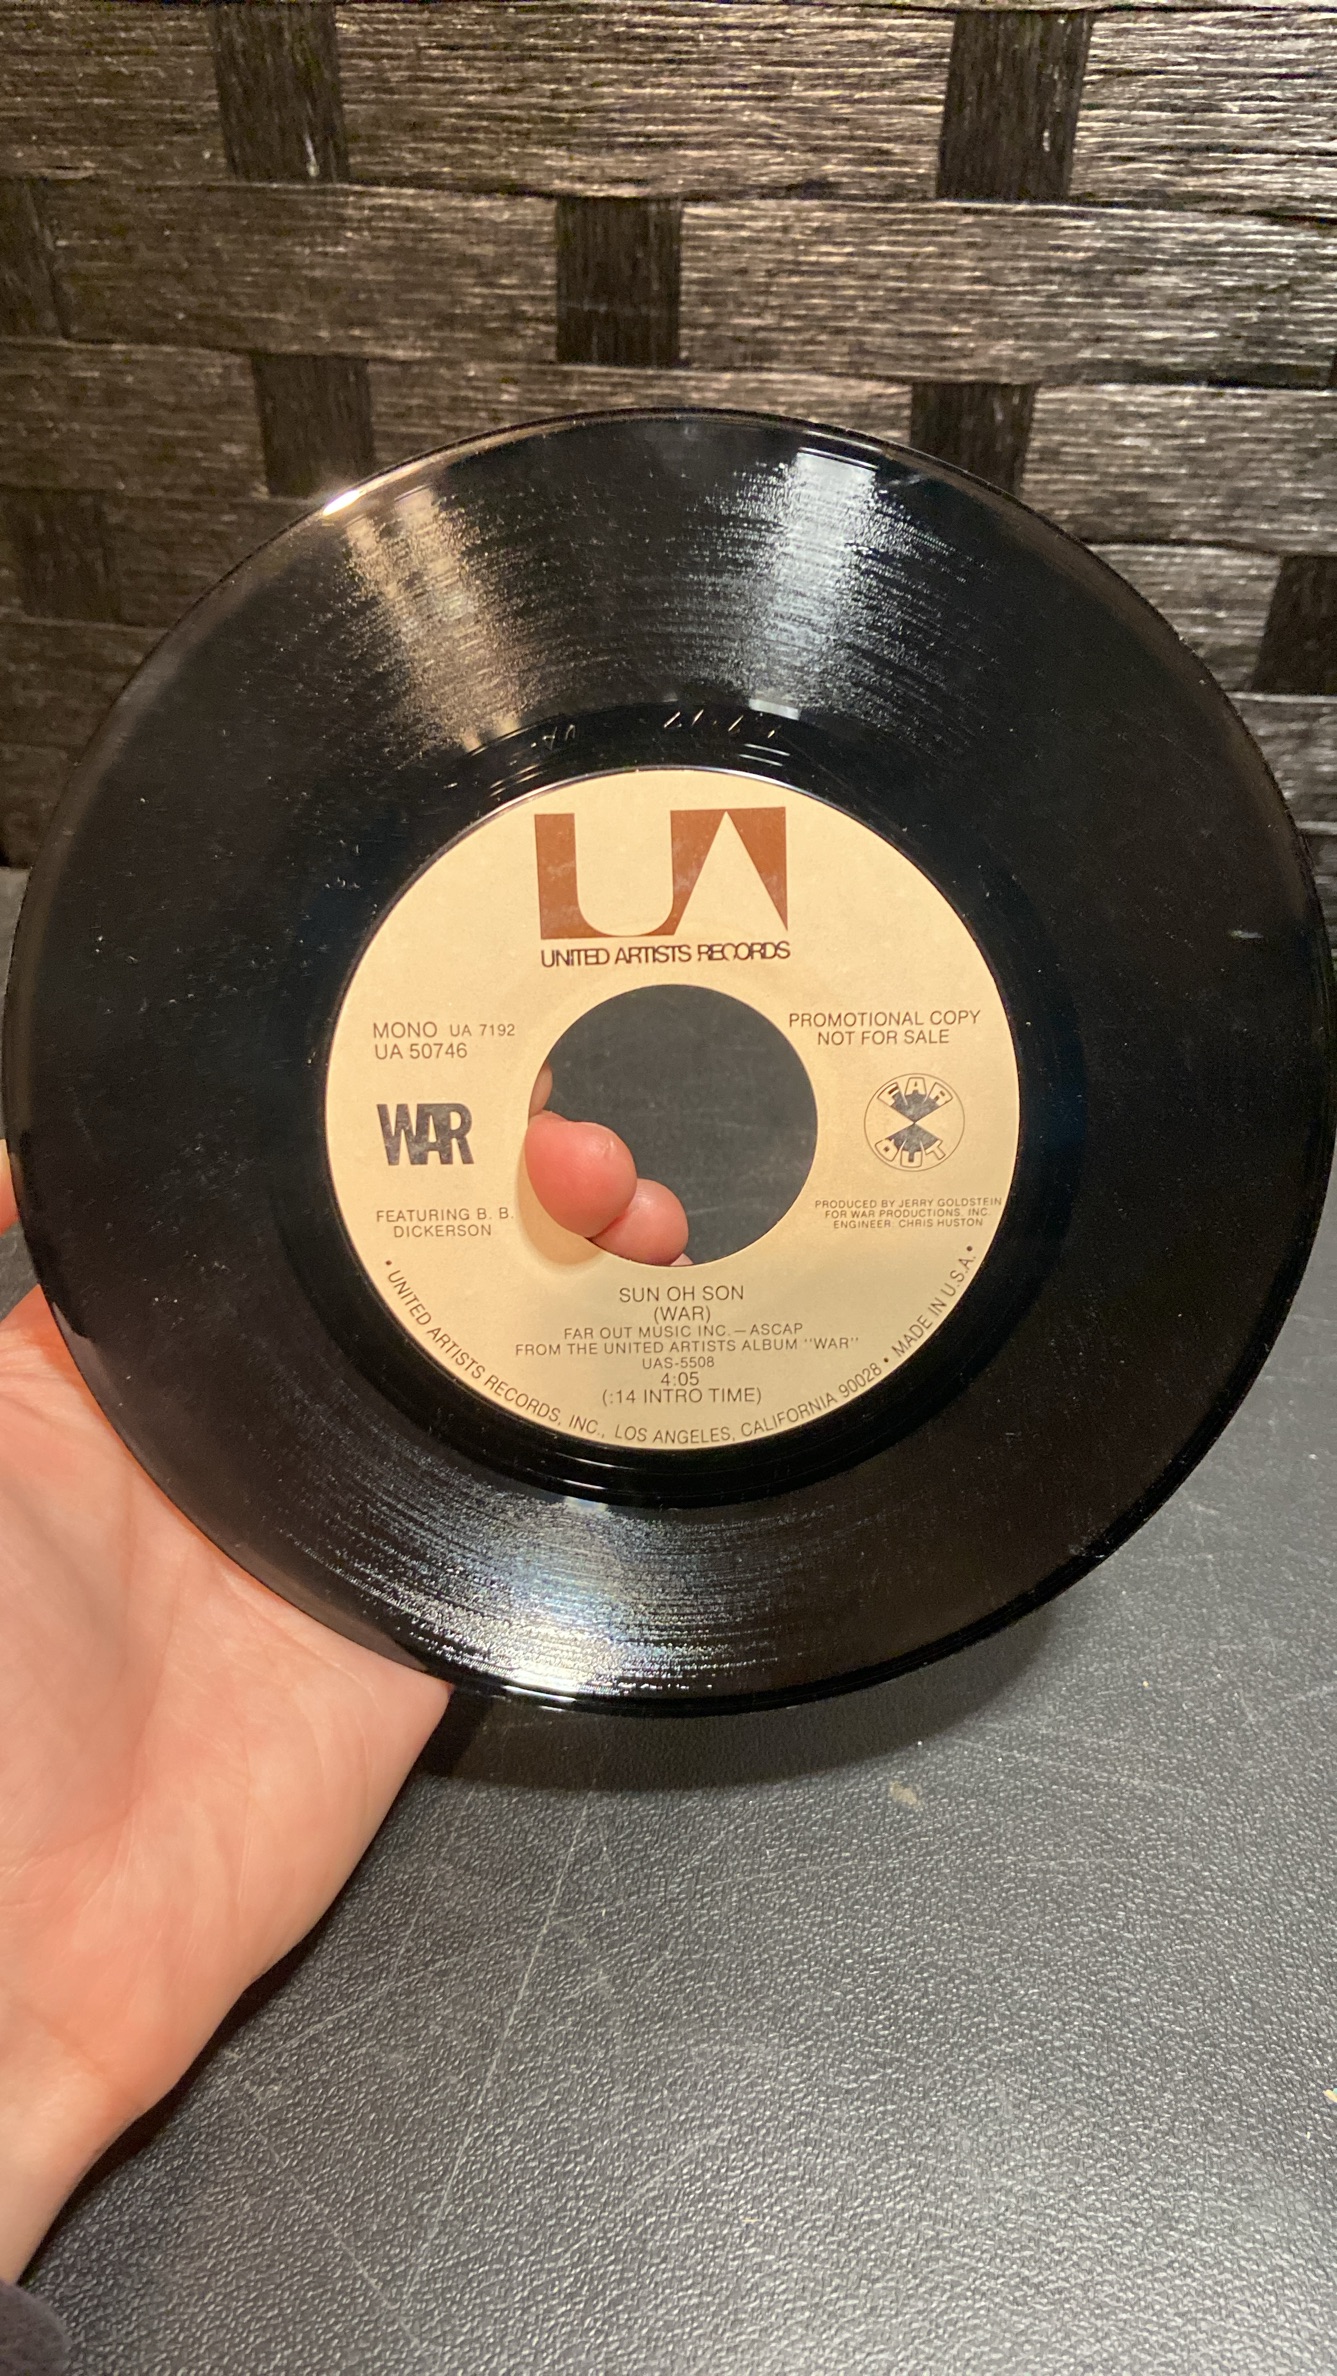 UA
UNITED ARTISTS RECORDS
MONO UA 7192
UA 50746
PROMOTIONAL COPY
NOT FOR SALE
WAR
FAR
OUT
FEATURING B. B.
DICKERSON
PRODUCED BY JERRY GOLDSTEIN
FOR WAR PRODUCTIONS, INC.
ENGINEER: CHRIS HUSTON
SUN OH SON
(WAR)
FAR OUT MUSIC INC.—ASCAP
FROM THE UNITED ARTISTS ALBUM "WAR"
UAS-5508
4:05
(:14 INTRO TIME)
• UNITED ARTISTS RECORDS, INC., LOS ANGELES, CALIFORNIA 90028 • MADE IN U.S.A. •